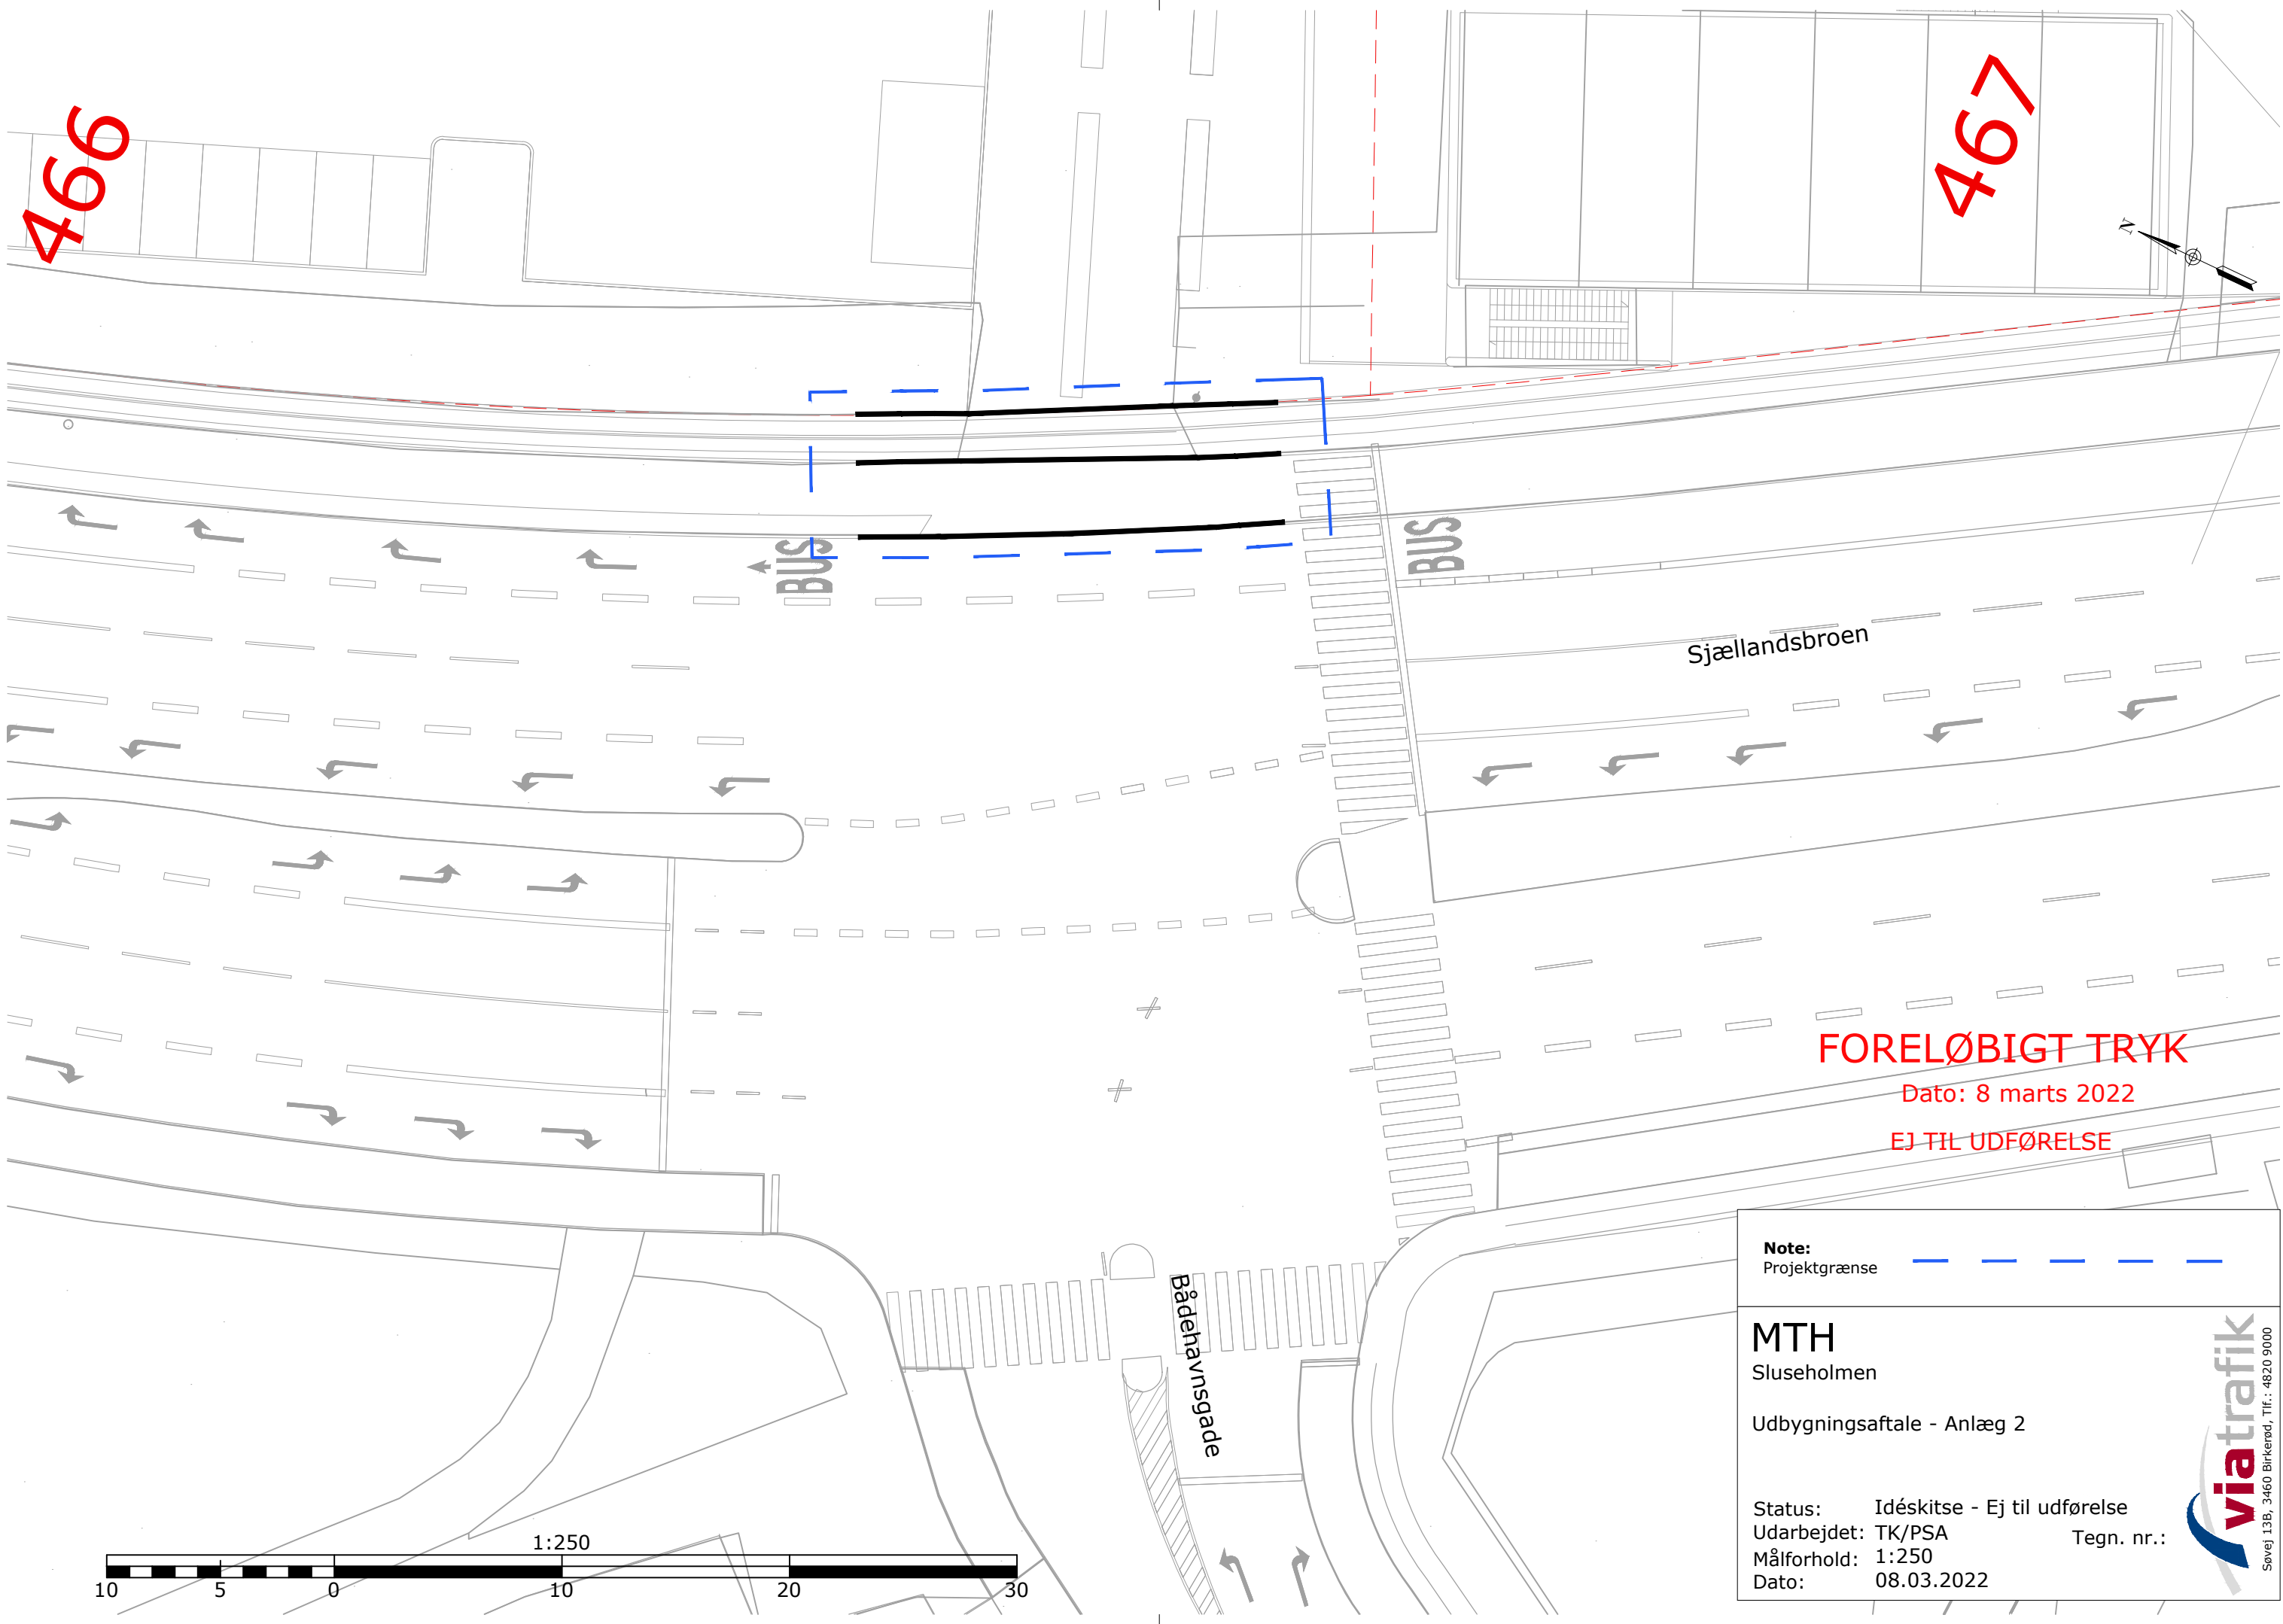 466
467
N
BUS
BUS
Sjællandsbroen
FORELØBIGT TRYK
Dato: 8 marts 2022
EJ TIL UDFØRELSE
Bådehavnsgade
Note:
Projektgrænse
MTH
Sluseholmen
Udbygningsaftale - Anlæg 2
Status: Idéskitse - Ej til udførelse
Udarbejdet: TK/PSA Tegn. nr.:
Målforhold: 1:250
Dato: 08.03.2022
viatrafik
Søvej 13B, 3460 Birkerød, Tlf.: 4820 9000
1:250
10 5 0 10 20 30